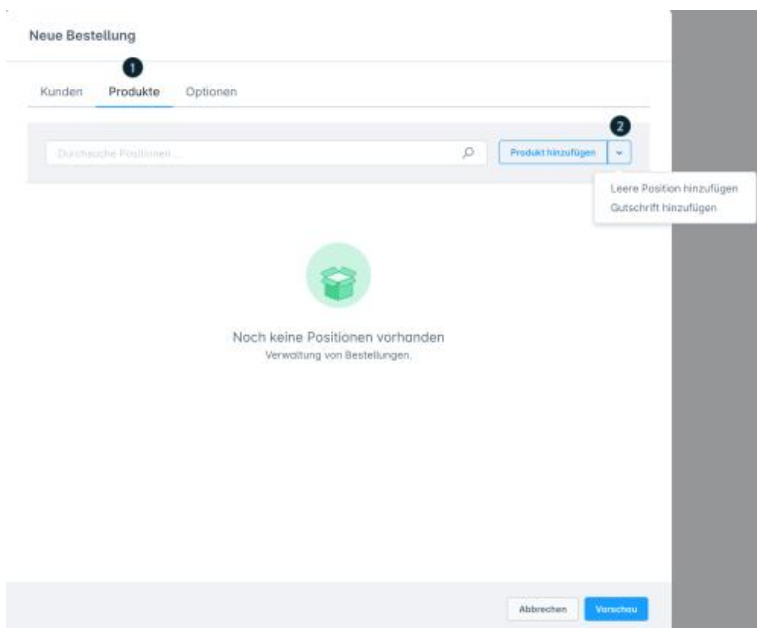 Neue Bestellung
1
Kunden Produkte Optionen
2
Durchsuche Positionen... Produkt hinzufügen
Leere Position hinzufügen
Gutschrift hinzufügen
Noch keine Positionen vorhanden
Verwaltung von Bestellungen.
Abbrechen Vorschau